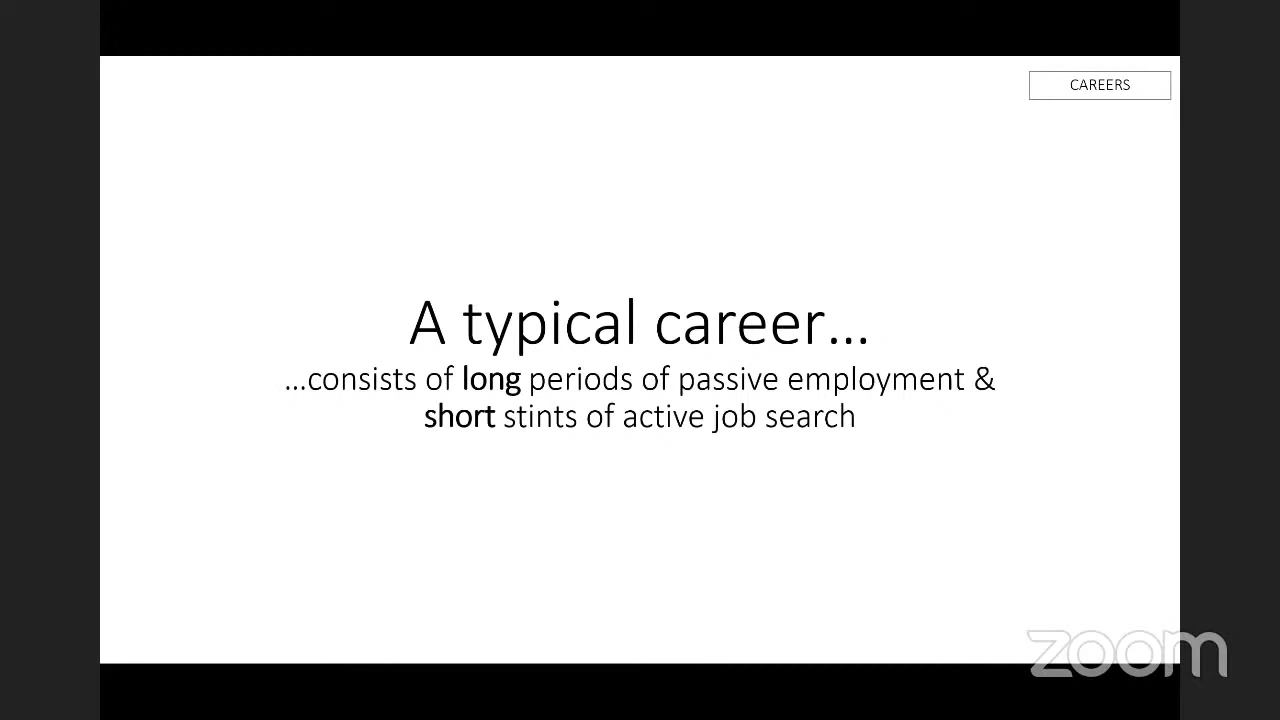 CAREERS
A typical career…
…consists of long periods of passive employment &
short stints of active job search
zoom